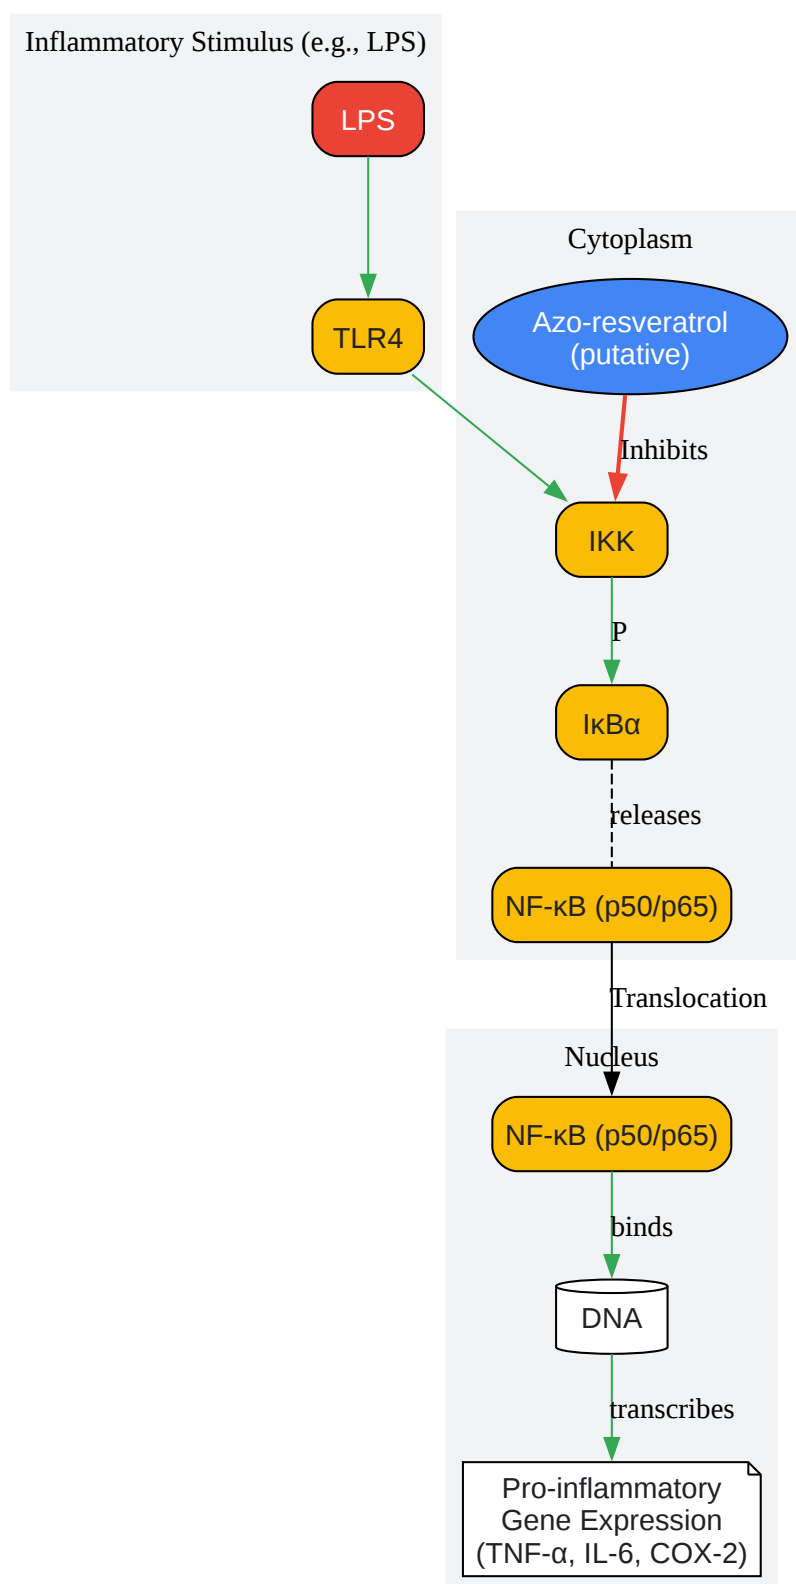 Inflammatory Stimulus (e.g., LPS)
LPS
TLR4
Cytoplasm
Azo-resveratrol
(putative)
Inhibits
IKK
P
IκBα
releases
NF-κB (p50/p65)
Translocation
Nucleus
NF-κB (p50/p65)
binds
DNA
transcribes
Pro-inflammatory
Gene Expression
(TNF-α, IL-6, COX-2)